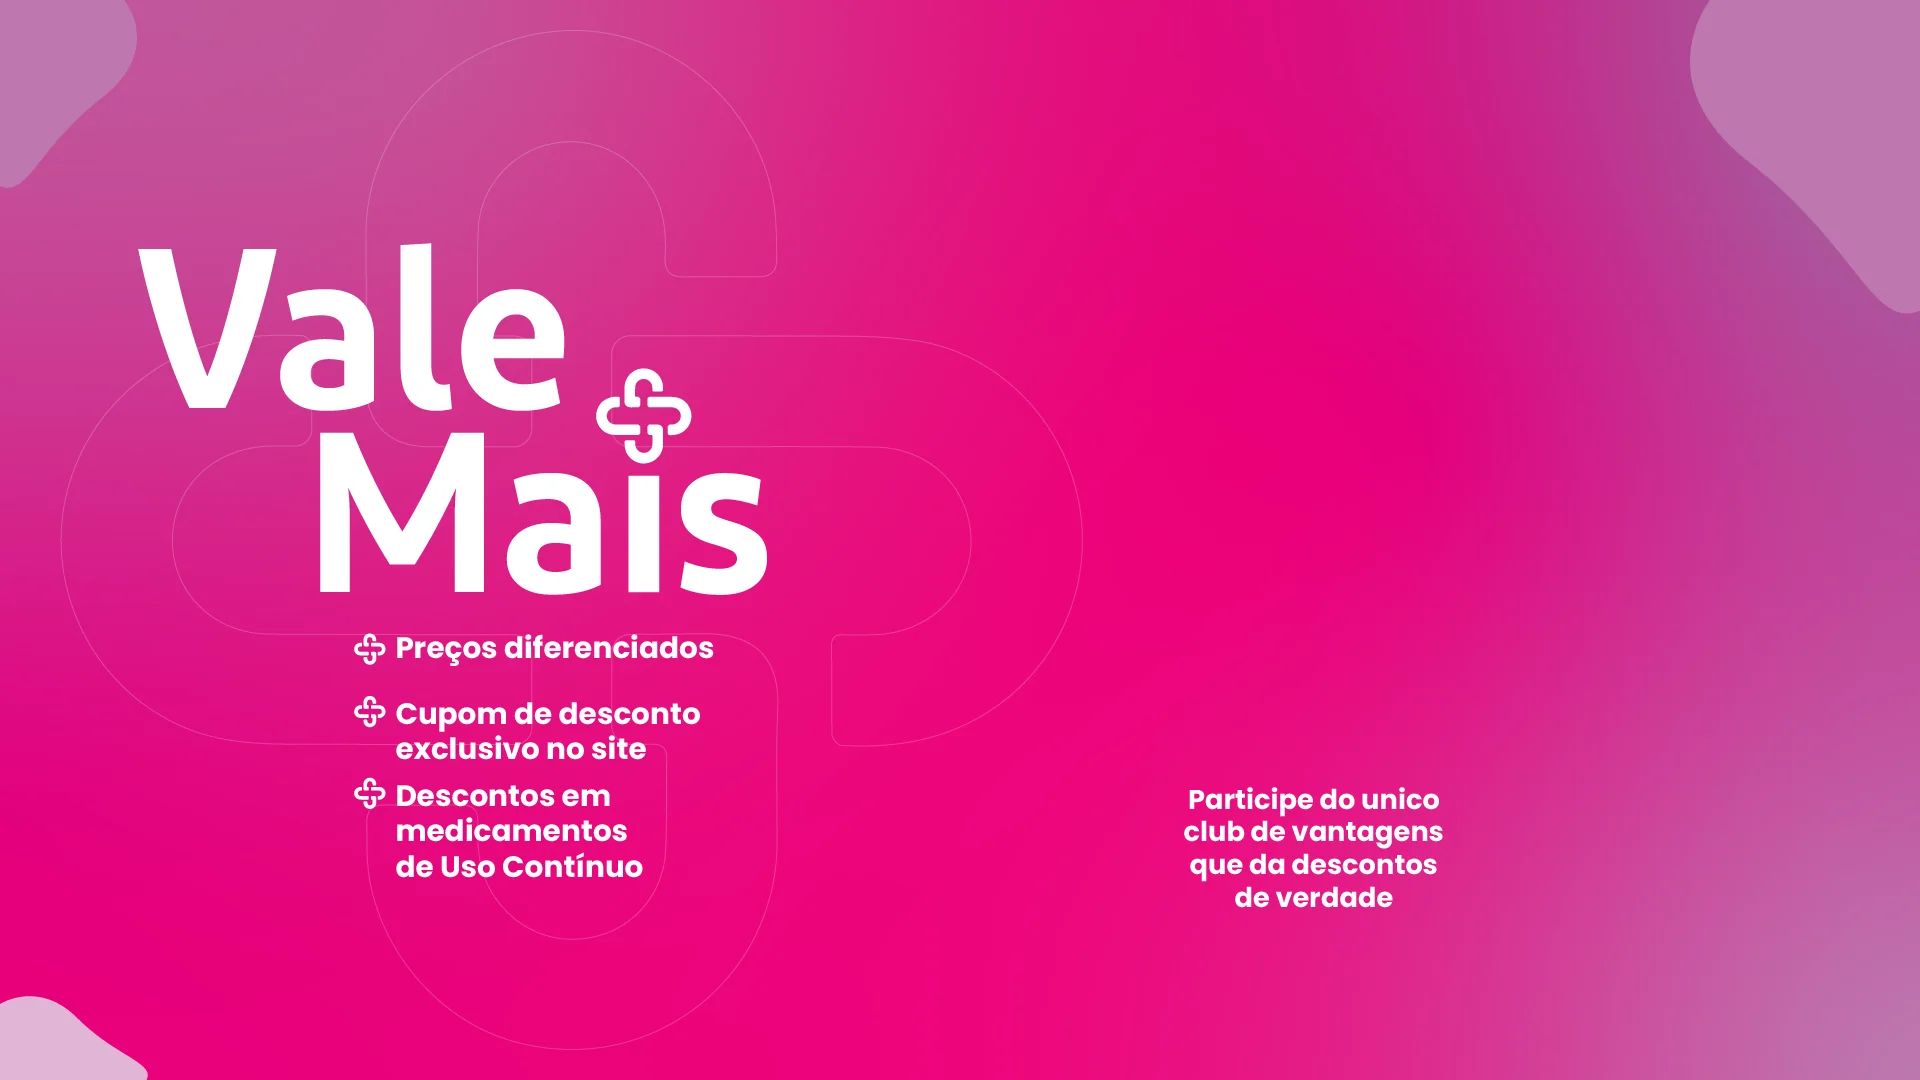 Vale
Mais
Preços diferenciados
Cupom de desconto
exclusivo no site
Descontos em
medicamentos
de Uso Contínuo
Participe do unico
club de vantagens
que da descontos
de verdade